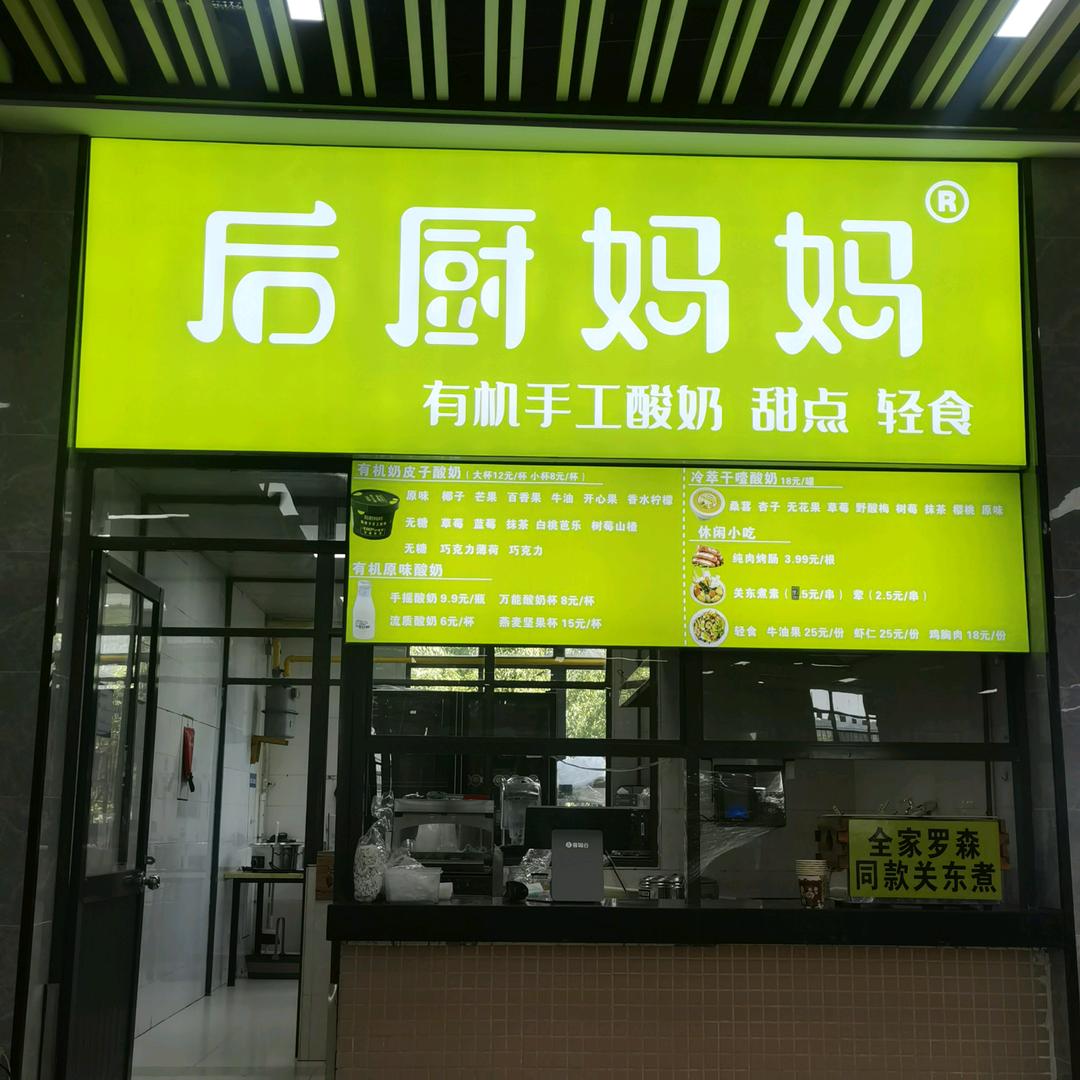 后厨妈妈®
有机手工酸奶 甜点 轻食
有机奶皮子酸奶（大杯12元/杯 小杯8元/杯）
原味 椰子 芒果 百香果 牛油 开心果 香水柠檬
无糖 草莓 蓝莓 抹茶 白桃芭乐 树莓山楂
无糖 巧克力薄荷 巧克力
有机原味酸奶
手摇酸奶9.9元/瓶 万能酸奶杯8元/杯
流质酸奶6元/杯 燕麦坚果杯15元/杯
冷萃干噎酸奶18元/罐
桑葚 杏子 无花果 草莓 野酸梅 树莓 抹茶 樱桃 原味
休闲小吃
纯肉烤肠 3.99元/根
关东煮素（5元/串） 荤（2.5元/串）
轻食 牛油果25元/份 虾仁25元/份 鸡胸肉18元/份
全家罗森
同款关东煮